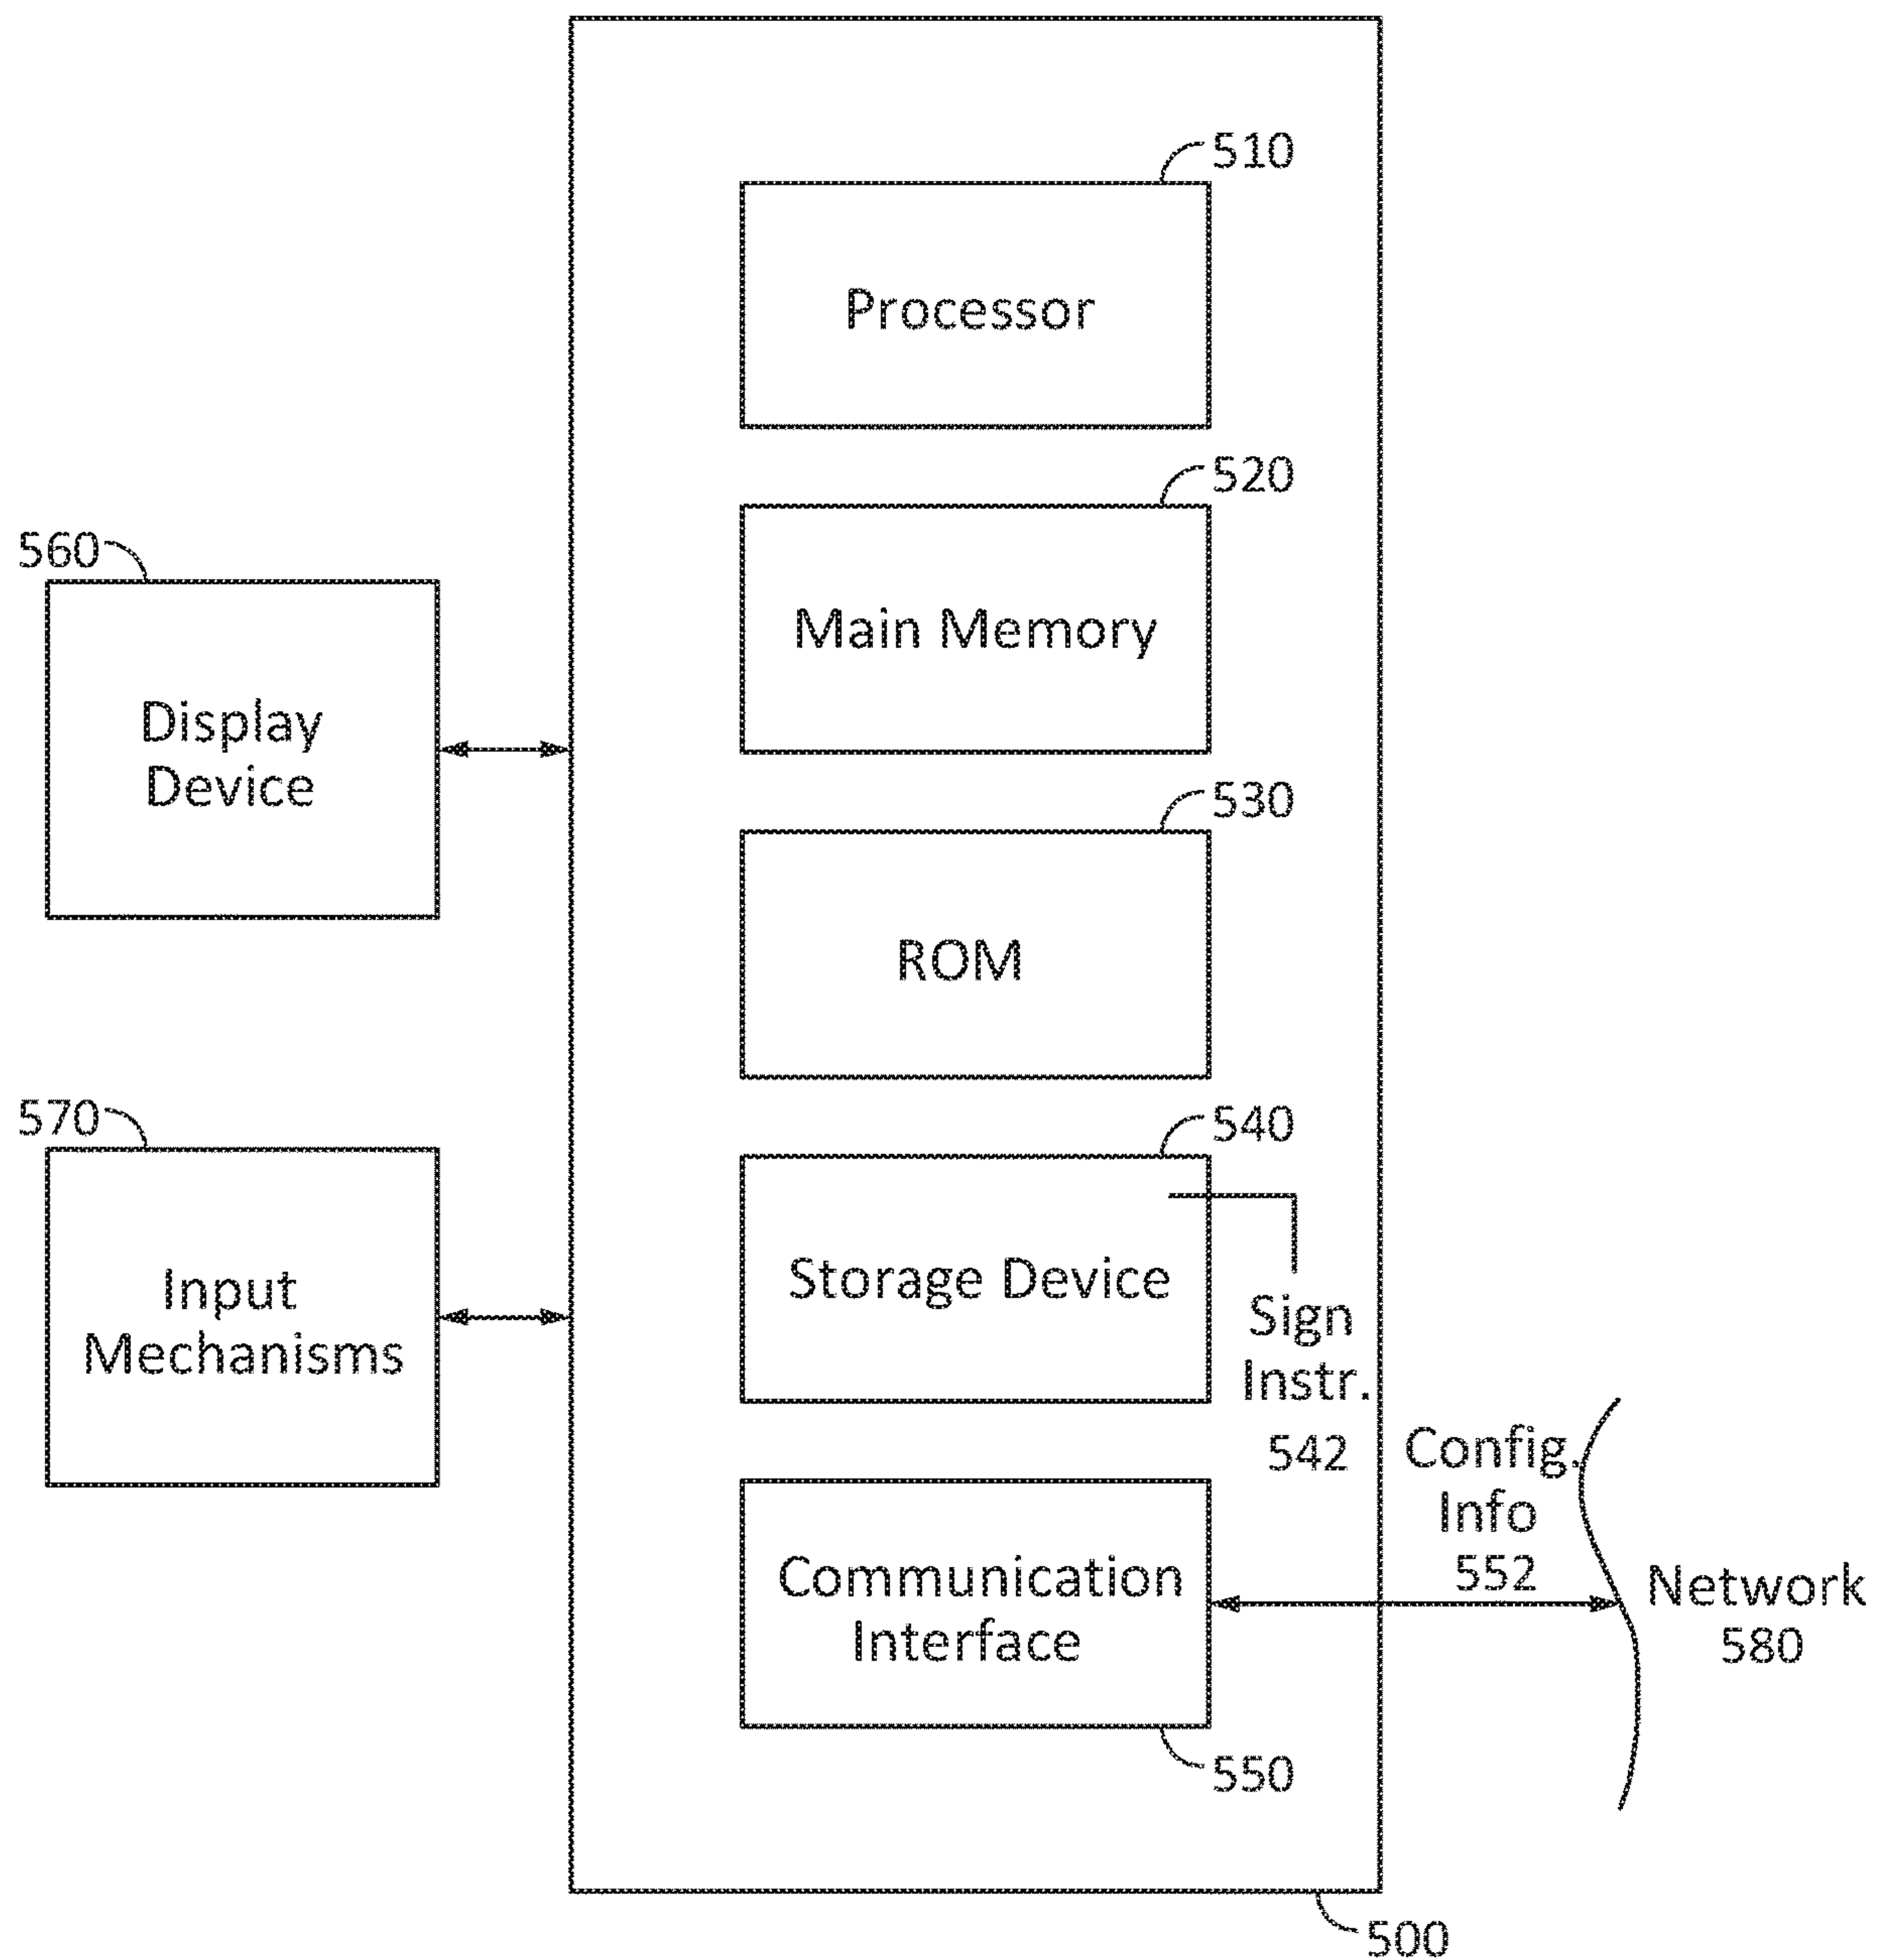 510
Processor
520
Main Memory
560
Display
Device
530
ROM
570
Input
Mechanisms
540
Storage Device
Sign
Instr.
542
Config.
Info
552
Communication
Interface
Network
580
550
500